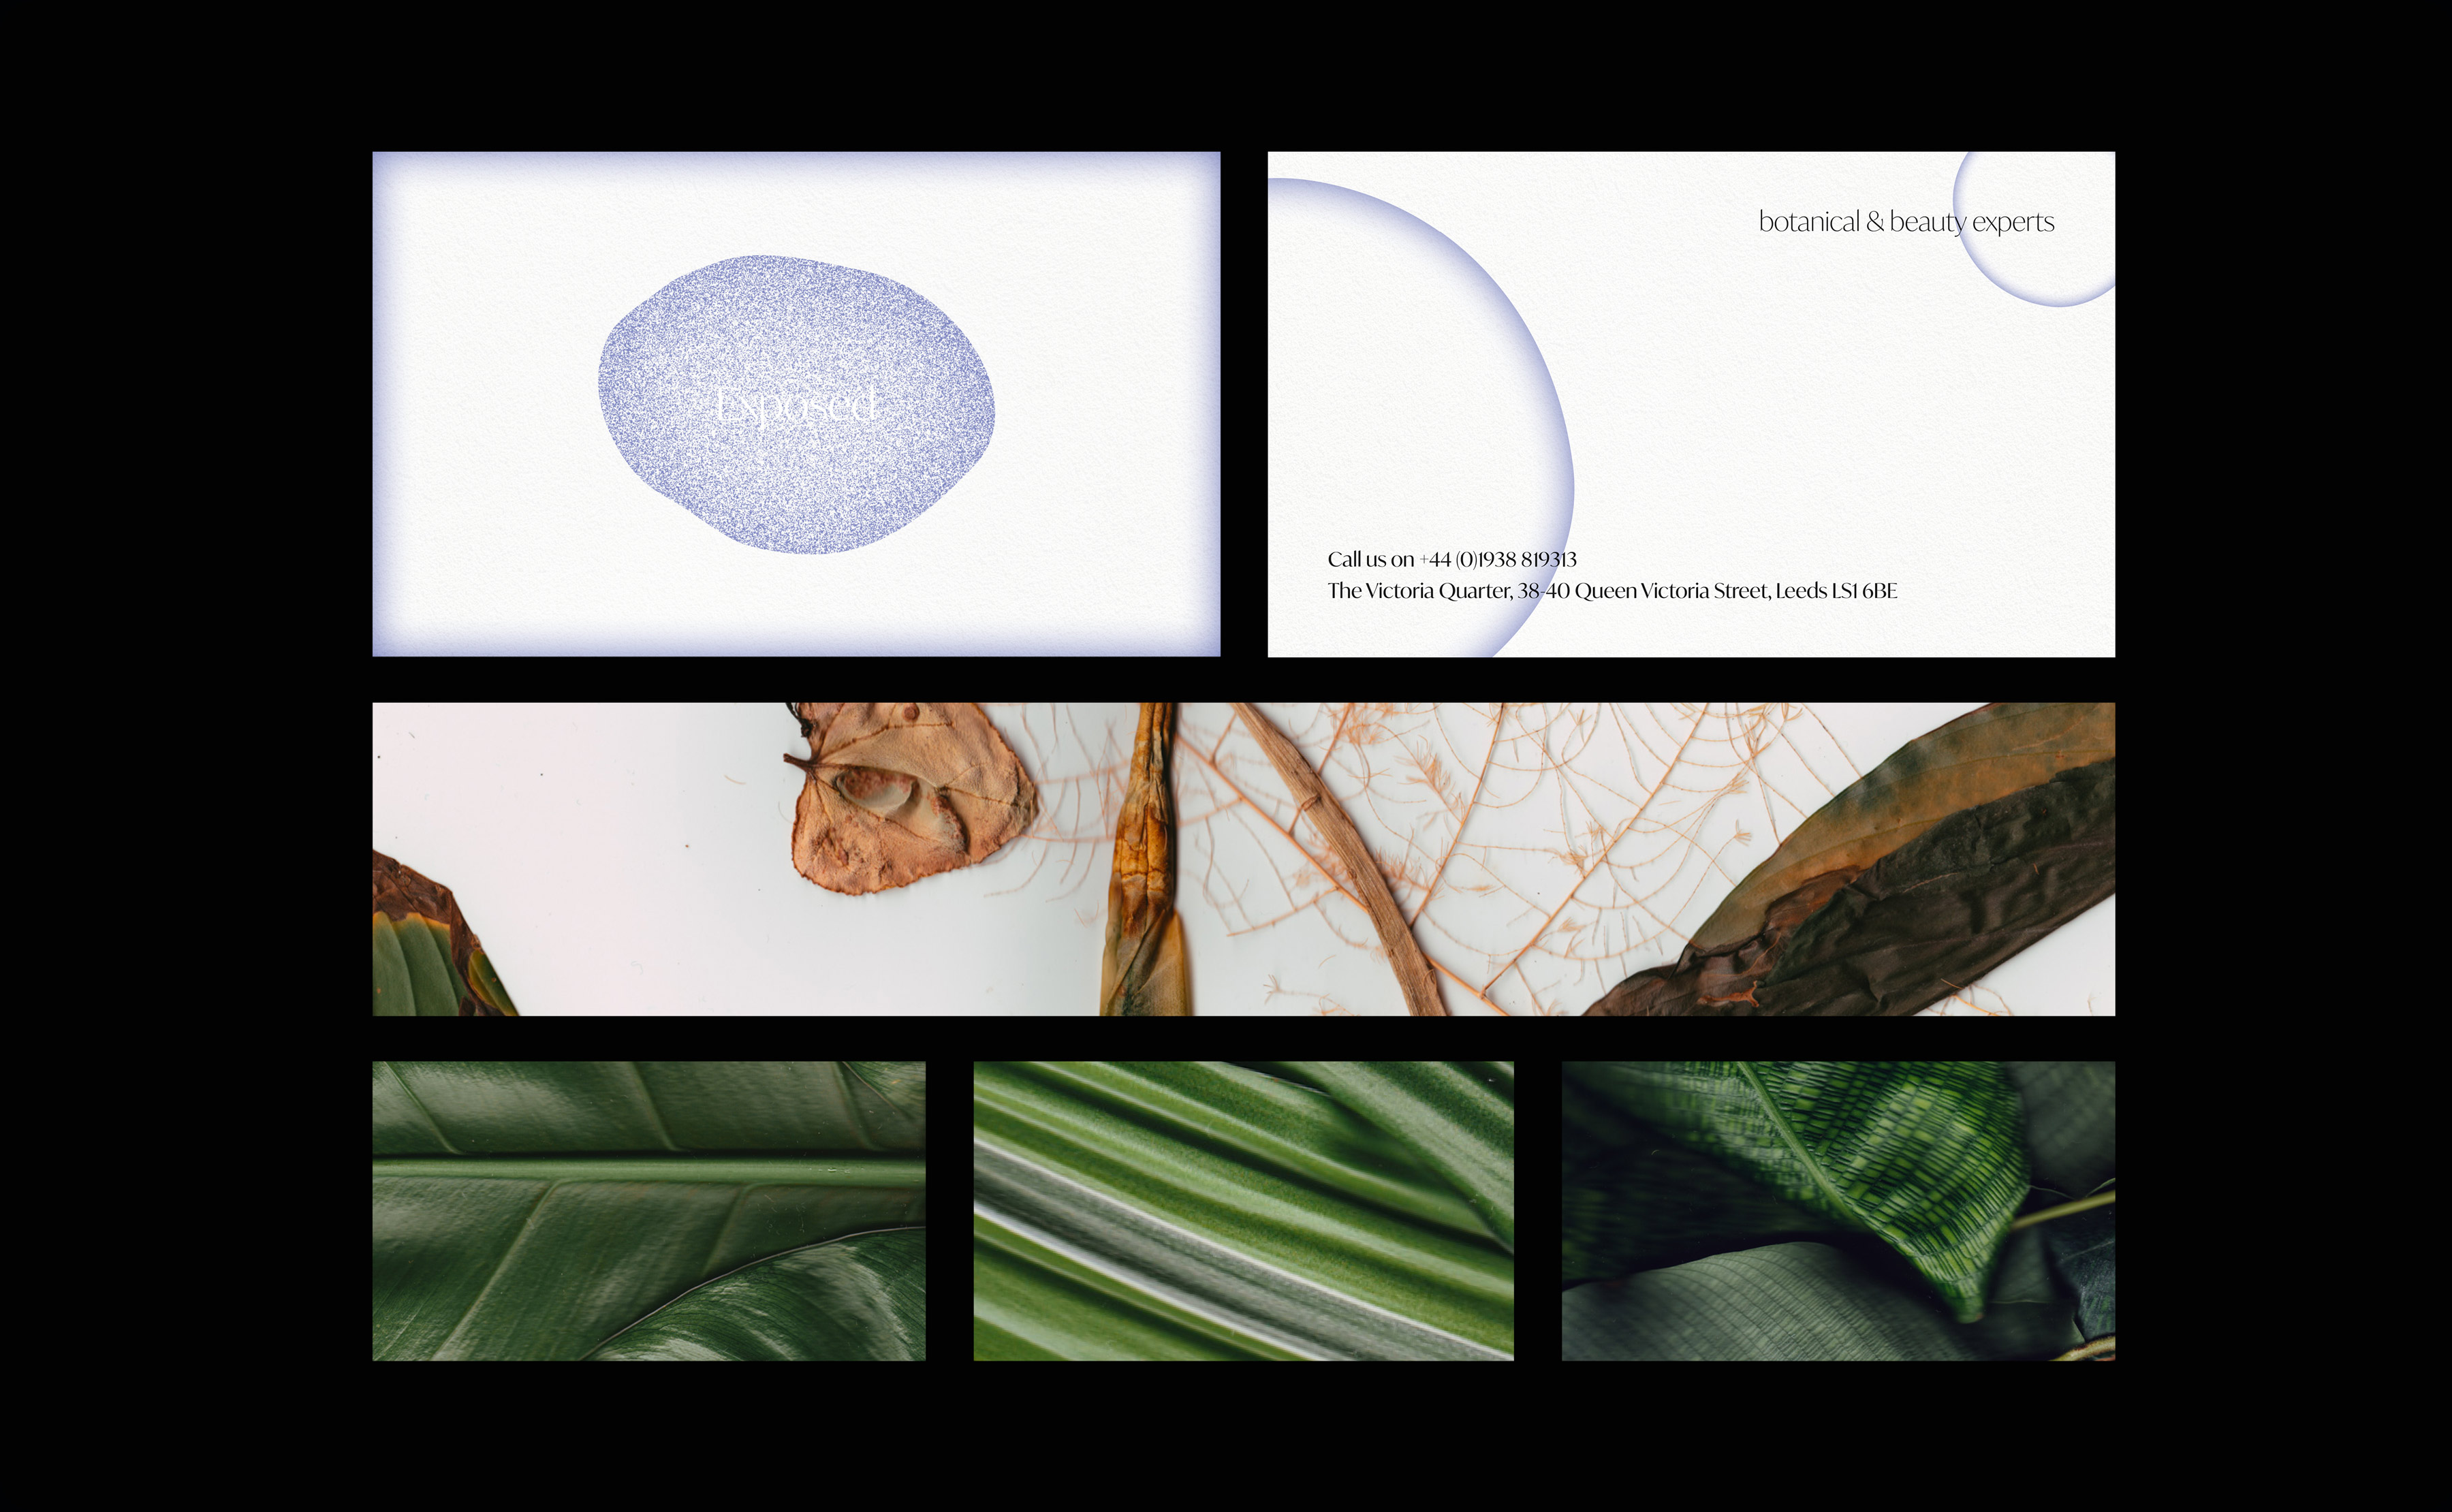 Exposed
botanical & beauty experts
Call us on +44 (0)1938 819313
The Victoria Quarter, 38-40 Queen Victoria Street, Leeds LS1 6BE